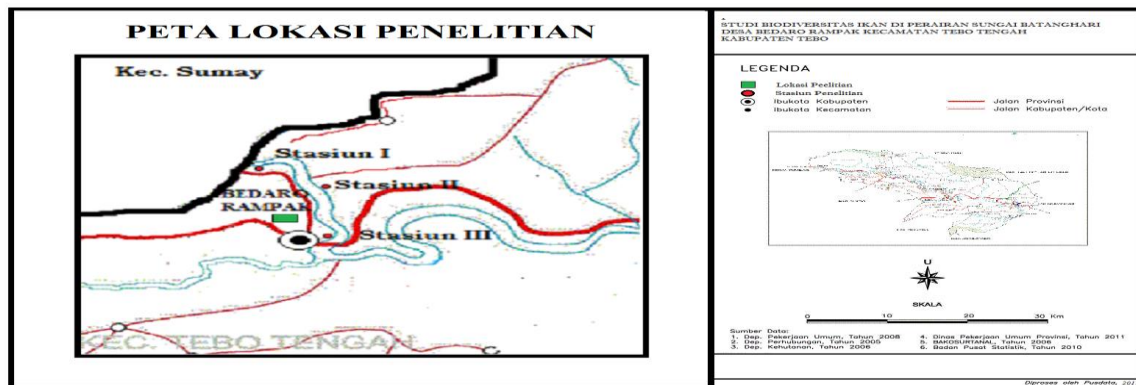 PETA LOKASI PENELITIAN
Kec. Sumay
Stasiun I
Stasiun II
BEDARO
RAMPAK
Stasiun III
KEC. TEBO TENGAH
STUDI BIODIVERSITAS IKAN DI PERAIRAN SUNGAI BATANGHARI
DESA BEDARO RAMPAK KECAMATAN TEBO TENGAH
KABUPATEN TEBO
LEGENDA
Lokasi Peelitian
Stasiun Penelitian
Ibukota Kabupaten
Ibukota Kecamatan
Jalan Provinsi
Jalan Kabupaten/Kota
U
SKALA
0 10 20 30 Km
Sumber Data:
1. Dep. Pekerjaan Umum, Tahun 2008
2. Dep. Perhubungan, Tahun 2005
3. Dep. Kehutanan, Tahun 2006
4. Dinas Pekerjaan Umum Provinsi, Tahun 2011
5. BAKOSURTANAL, Tahun 2006
6. Badan Pusat Statistik, Tahun 2010
Diproses oleh Pusdata, 201